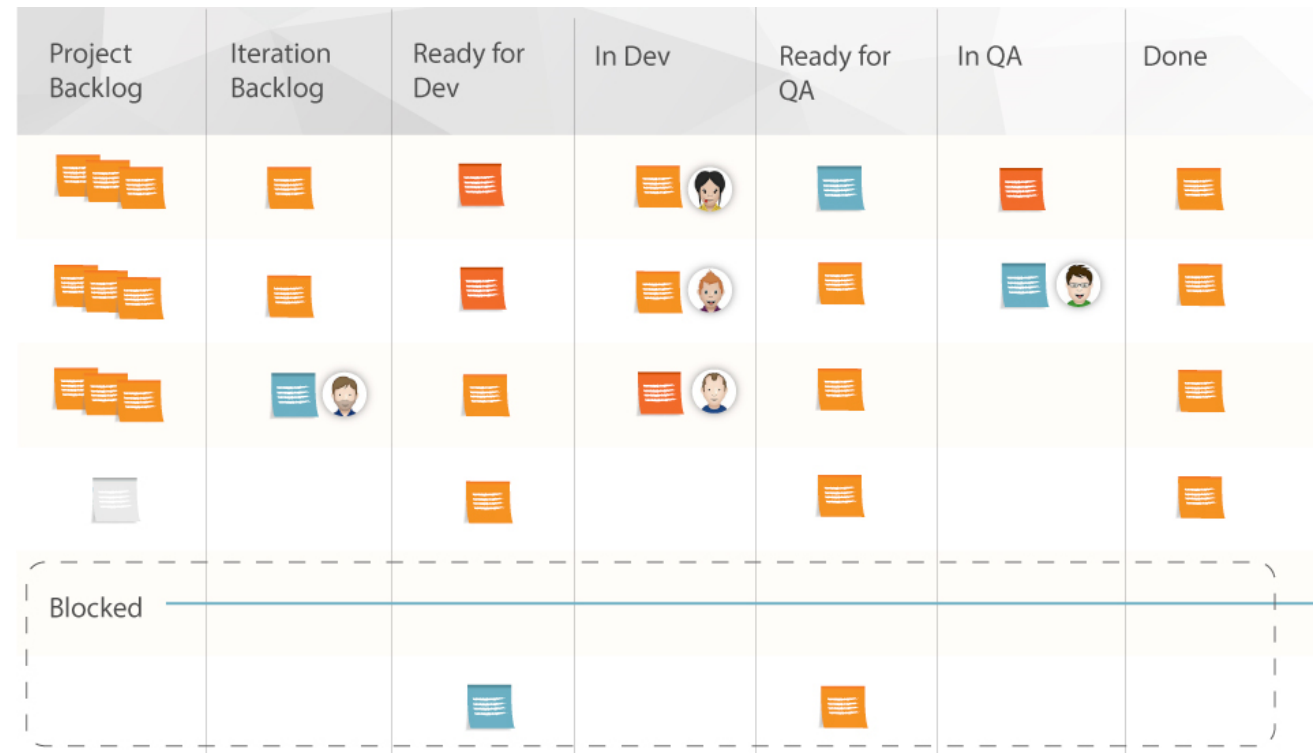 Project
Backlog
Iteration
Backlog
Ready for
Dev
In Dev
Ready for
QA
In QA
Done
Blocked